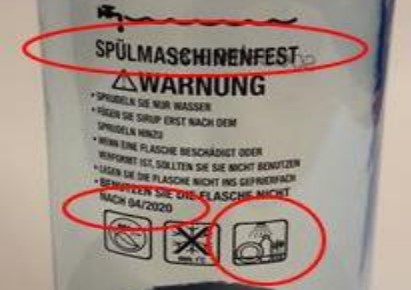 SPÜLMASCHINENFEST
WARNUNG
• SPRUDELN SIE NUR WASSER
• FÜGEN SIE SIRUP ERST NACH DEM
SPRUDELN HINZU
• WENN EINE FLASCHE BESCHÄDIGT ODER
VERFORMT IST, SOLLTEN SIE SIE NICHT BENUTZEN
• LEGEN SIE DIE FLASCHE NICHT INS GEFRIERFACH
• BENUTZEN SIE DIE FLASCHE NICHT
NACH 04/2020